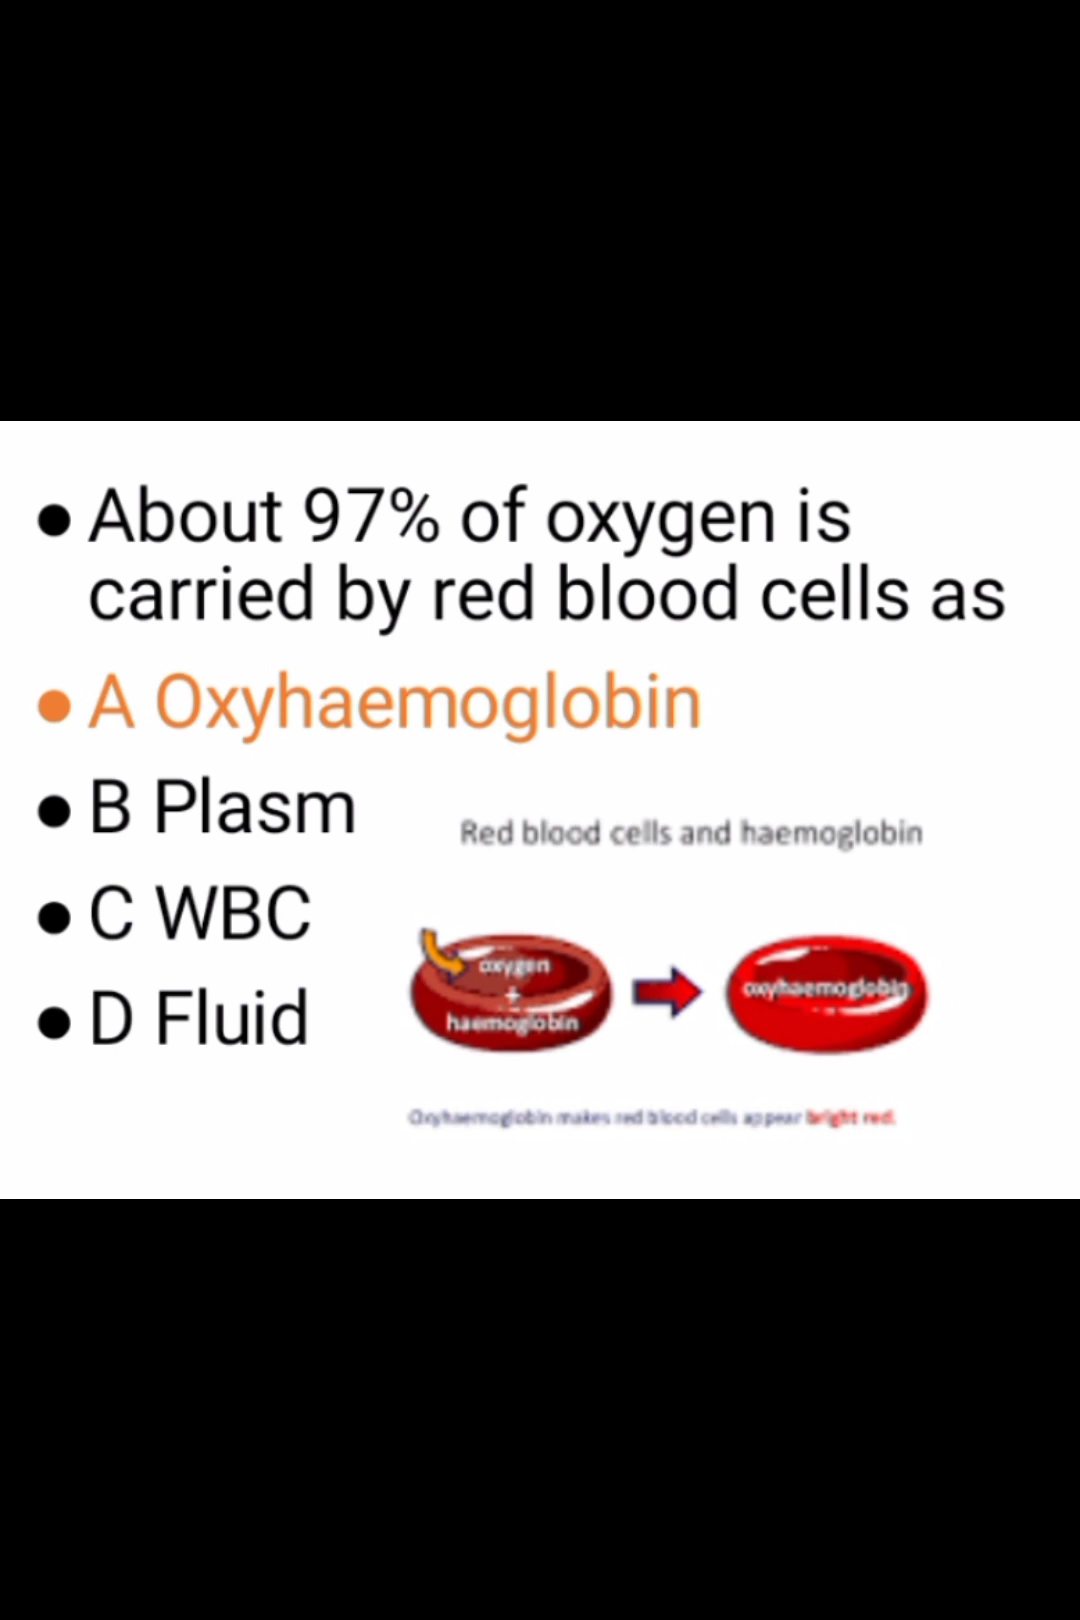 • About 97% of oxygen is
carried by red blood cells as
• A Oxyhaemoglobin
• B Plasm
• C WBC
• D Fluid
Red blood cells and haemoglobin
oxygen
+
haemoglobin
oxyhaemoglobin
Oxyhaemoglobin makes red blood cells appear bright red.